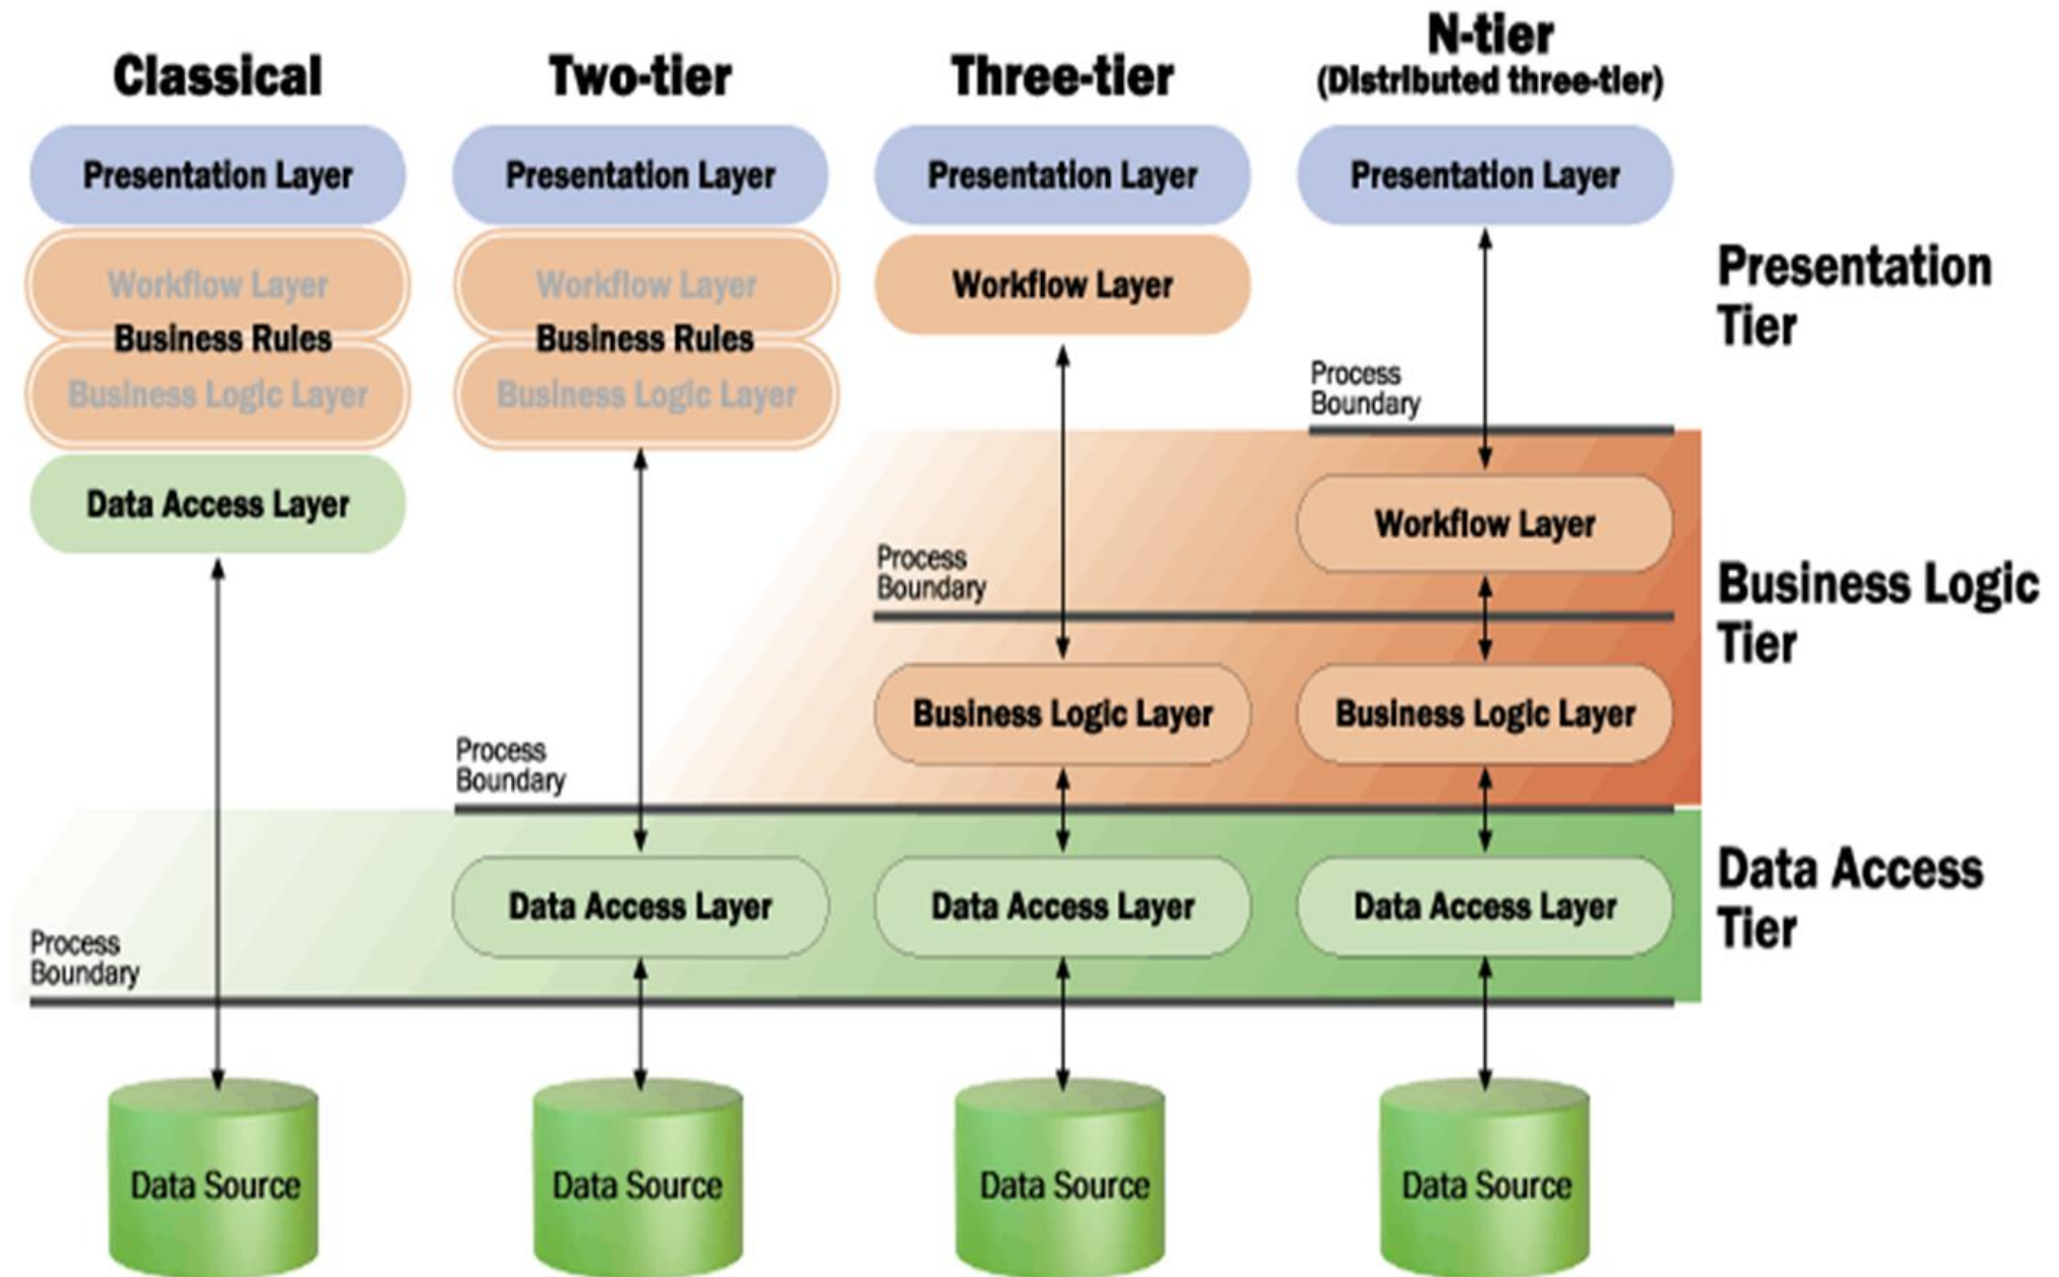 Classical
Two-tier
Three-tier
N-tier
(Distributed three-tier)
Presentation Layer
Presentation Layer
Presentation Layer
Presentation Layer
Workflow Layer
Workflow Layer
Workflow Layer
Presentation
Tier
Business Rules
Business Rules
Business Logic Layer
Business Logic Layer
Process
Boundary
Data Access Layer
Workflow Layer
Process
Boundary
Business Logic
Tier
Business Logic Layer
Business Logic Layer
Process
Boundary
Data Access Layer
Data Access Layer
Data Access Layer
Data Access
Tier
Process
Boundary
Data Source
Data Source
Data Source
Data Source